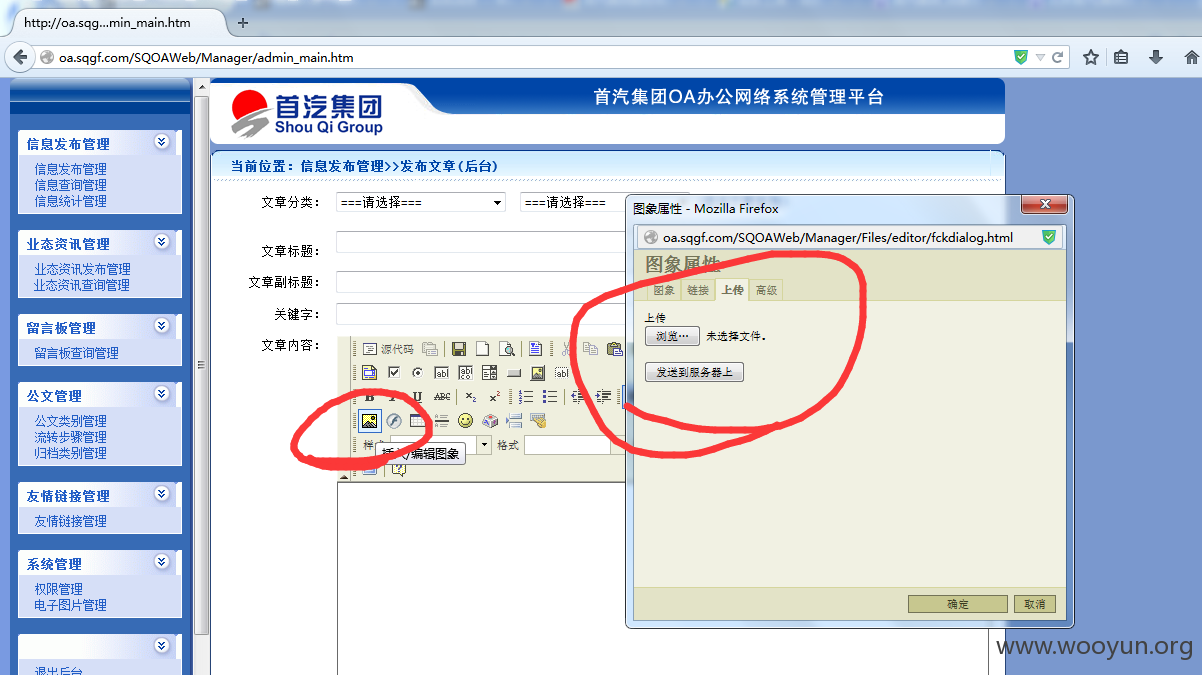 http://oa.sqg...min_main.htm
oa.sqgf.com/SQOAWeb/Manager/admin_main.htm
首汽集团
Shou Qi Group
首汽集团OA办公网络系统管理平台
信息发布管理
信息发布管理
信息查询管理
信息统计管理
业态资讯管理
业态资讯发布管理
业态资讯查询管理
留言板管理
留言板查询管理
公文管理
公文类别管理
流转步骤管理
归档类别管理
友情链接管理
友情链接管理
系统管理
权限管理
电子图片管理
退出后台
当前位置：信息发布管理>>发布文章(后台)
文章分类：
===请选择===
===请选择===
文章标题：
文章副标题：
关键字：
文章内容：
源代码
格式
插入/编辑图象
图象属性 - Mozilla Firefox
oa.sqgf.com/SQOAWeb/Manager/Files/editor/fckdialog.html
图象属性
图象 链接 上传 高级
上传
浏览… 未选择文件。
发送到服务器上
确定 取消
www.wooyun.org